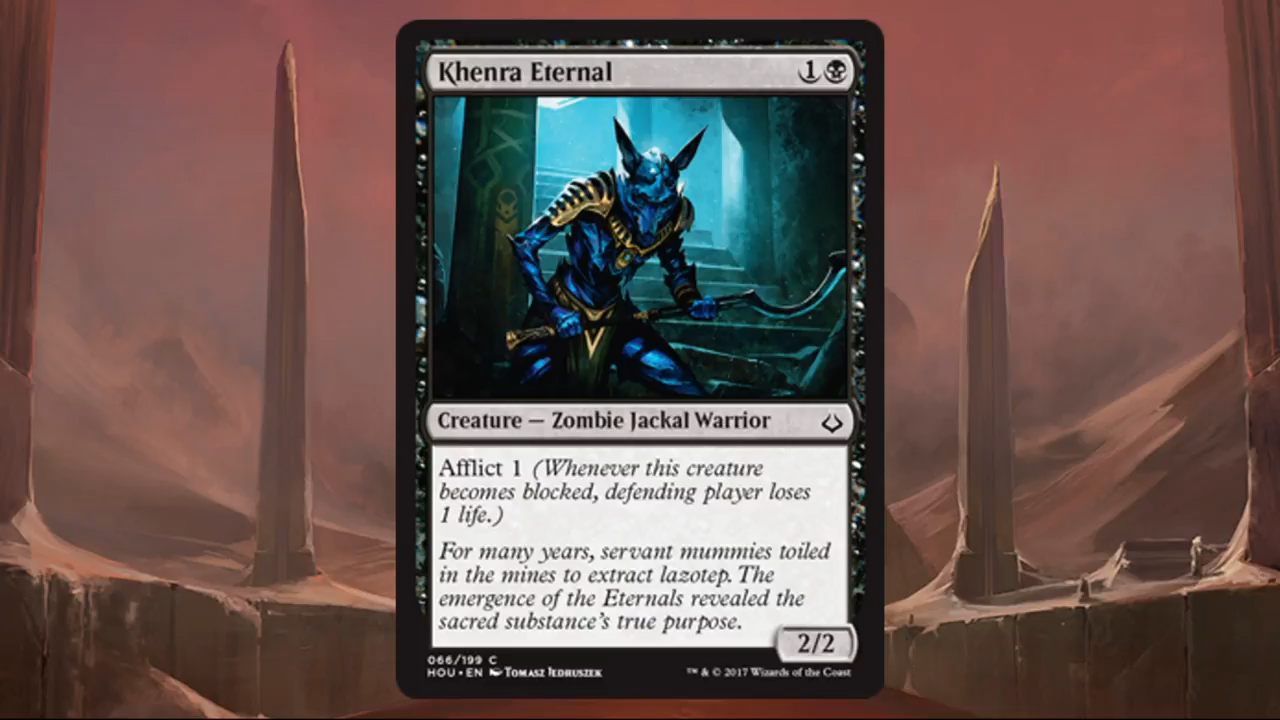 Khenra Eternal 1
Creature — Zombie Jackal Warrior
Afflict 1 (Whenever this creature
becomes blocked, defending player loses
1 life.)
For many years, servant mummies toiled
in the mines to extract lazotep. The
emergence of the Eternals revealed the
sacred substance's true purpose.
2/2
066/199 C
HOU • EN Tomasz Jedruszek
™ & © 2017 Wizards of the Coast